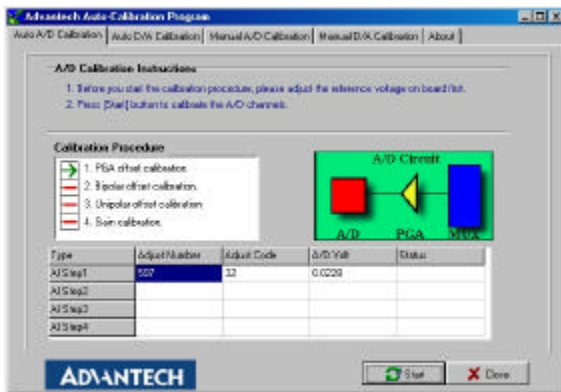 Advantech Auto-Calibration Program
Auto A/D Calibration Auto D/A Calibration Manual A/D Calibration Manual D/A Calibration About
A/D Calibration Instructions
1. Before you start the calibration procedure, please adjust the reference voltage on board first.
2. Press [Start] button to calibrate the A/D channels.
Calibration Procedure
1. PGA offset calibration.
2. Bipolar offset calibration.
3. Unipolar offset calibration.
4. Gain calibration.
A/D Circuit
A/D PGA MUX
Type Adjust Number Adjust Code A/D Volt Status
AI Step1 32 0.0229
AI Step2
AI Step3
AI Step4
ADVANTECH
Start Close